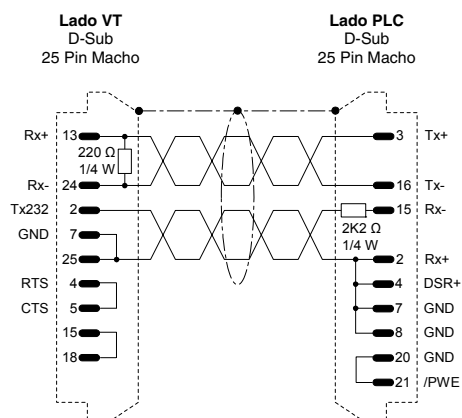 Lado VT
D-Sub
25 Pin Macho
Lado PLC
D-Sub
25 Pin Macho
Rx+ 13
3 Tx+
220 Ω
1/4 W
Rx- 24
16 Tx-
Tx232 2
15 Rx-
GND 7
2K2 Ω
1/4 W
25
2 Rx+
RTS 4
4 DSR+
CTS 5
7 GND
8 GND
15
20 GND
18
21 /PWE